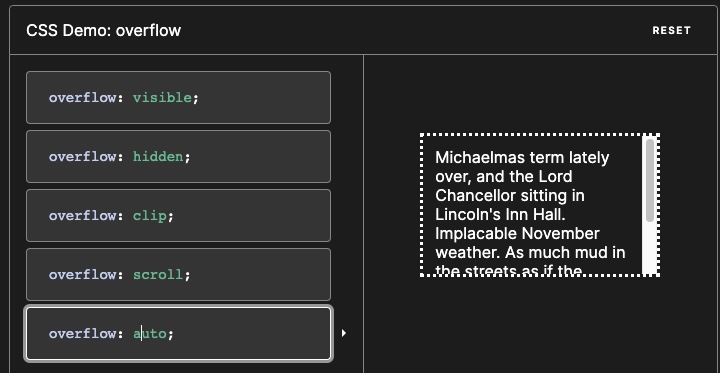 CSS Demo: overflow
RESET
overflow: visible;
overflow: hidden;
overflow: clip;
overflow: scroll;
overflow: auto;
Michaelmas term lately
over, and the Lord
Chancellor sitting in
Lincoln's Inn Hall.
Implacable November
weather. As much mud in
the streets as if the